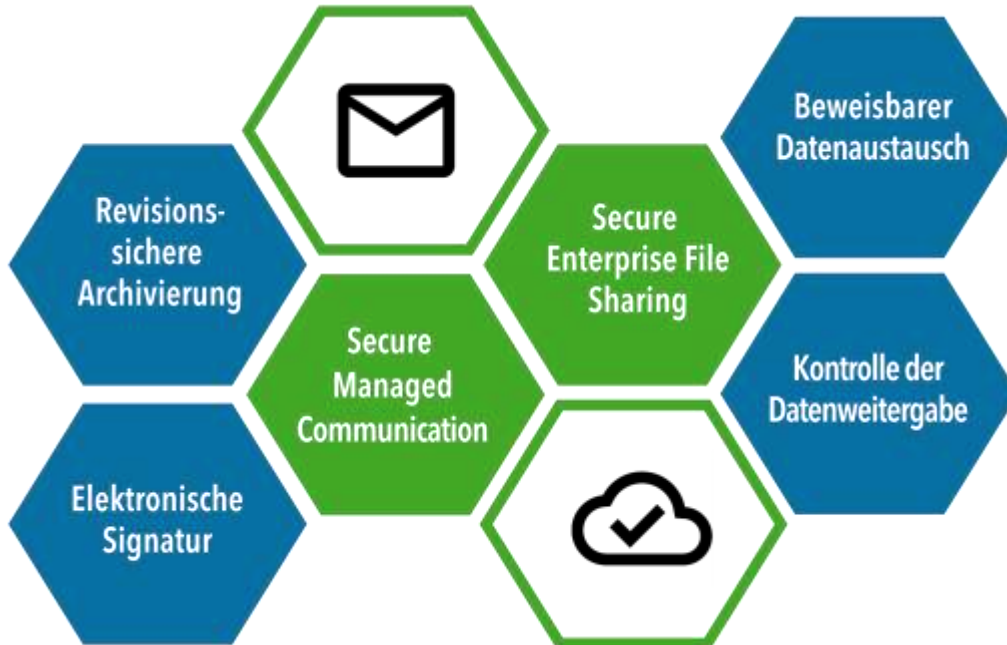 Revisions-
sichere
Archivierung
Elektronische
Signatur
Secure
Managed
Communication
Secure
Enterprise File
Sharing
Beweisbarer
Datenaustausch
Kontrolle der
Datenweitergabe